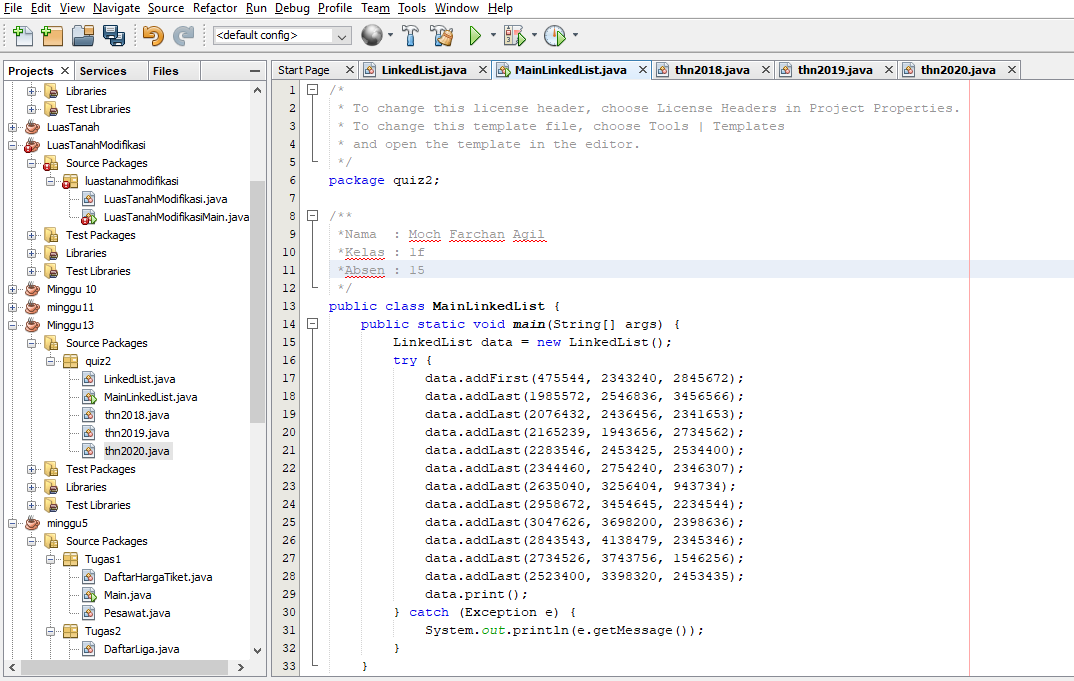 File Edit View Navigate Source Refactor Run Debug Profile Team Tools Window Help
<default config>
Projects Services Files
Libraries
Test Libraries
LuasTanah
LuasTanahModifikasi
Source Packages
luastanahmodifikasi
LuasTanahModifikasi.java
LuasTanahModifikasiMain.java
Test Packages
Libraries
Test Libraries
Minggu 10
minggu11
Minggu13
Source Packages
quiz2
LinkedList.java
MainLinkedList.java
thn2018.java
thn2019.java
thn2020.java
Test Packages
Libraries
Test Libraries
minggu5
Source Packages
Tugas1
DaftarHargaTiket.java
Main.java
Pesawat.java
Tugas2
DaftarLiga.java
Start Page LinkedList.java MainLinkedList.java thn2018.java thn2019.java thn2020.java
1 /*
2 * To change this license header, choose License Headers in Project Properties.
3 * To change this template file, choose Tools | Templates
4 * and open the template in the editor.
5 */
6 package quiz2;
7
8 /**
9 *Nama : Moch Farchan Agil
10 *Kelas : 1f
11 *Absen : 15
12 */
13 public class MainLinkedList {
14 public static void main(String[] args) {
15 LinkedList data = new LinkedList();
16 try {
17 data.addFirst(475544, 2343240, 2845672);
18 data.addLast(1985572, 2546836, 3456566);
19 data.addLast(2076432, 2436456, 2341653);
20 data.addLast(2165239, 1943656, 2734562);
21 data.addLast(2283546, 2453425, 2534400);
22 data.addLast(2344460, 2754240, 2346307);
23 data.addLast(2635040, 3256404, 943734);
24 data.addLast(2958672, 3454645, 2234544);
25 data.addLast(3047626, 3698200, 2398636);
26 data.addLast(2843543, 4138479, 2345346);
27 data.addLast(2734526, 3743756, 1546256);
28 data.addLast(2523400, 3398320, 2453435);
29 data.print();
30 } catch (Exception e) {
31 System.out.println(e.getMessage());
32 }
33 }